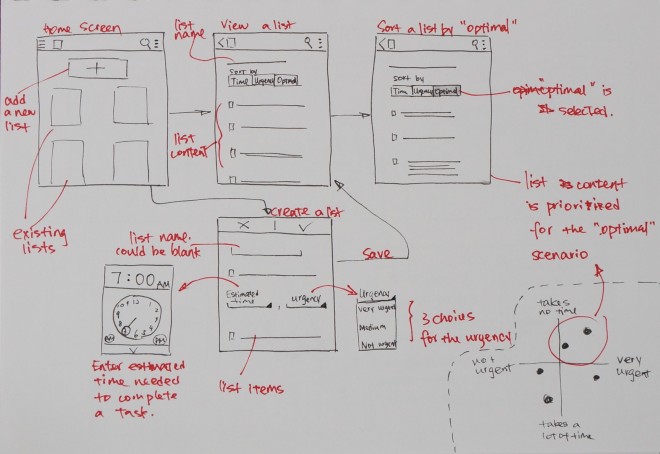 Home Screen
View a list
Sort a list by "optimal"
list
name
sort by
Time Urgency Optimal
sort by
Time Urgency Optimal
"optimal" is
selected.
add
a new
list
list
content
existing
lists
create a list
list name.
could be blank
save
list content
is prioritized
for the "optimal"
scenario
7:00 AM
Estimated
time
urgency
Urgency
very urgent
Medium
Not urgent
3 choices
for the urgency
AM
PM
Enter estimated
time needed
to complete
a task.
list items
takes
no time
not
urgent
very
urgent
takes a
lot of time